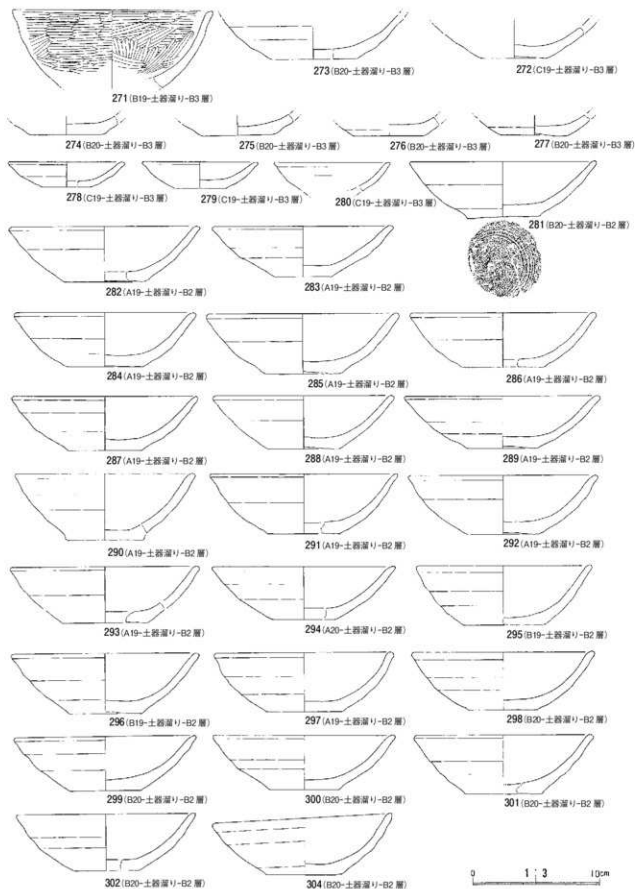 271(B19-土器溜り-B3層)
273(B20-土器溜り-B3層)
272(C19-土器溜り-B3層)
274(B20-土器溜り-B3層)
275(B20-土器溜り-B3層)
276(B20-土器溜り-B3層)
277(B20-土器溜り-B3層)
278(C19-土器溜り-B3層)
279(C19-土器溜り-B3層)
280(C19-土器溜り-B3層)
281(B20-土器溜り-B2層)
282(A19-土器溜り-B2層)
283(A19-土器溜り-B2層)
284(A19-土器溜り-B2層)
285(A19-土器溜り-B2層)
286(A19-土器溜り-B2層)
287(A19-土器溜り-B2層)
288(A19-土器溜り-B2層)
289(A19-土器溜り-B2層)
290(A19-土器溜り-B2層)
291(A19-土器溜り-B2層)
292(A19-土器溜り-B2層)
293(A19-土器溜り-B2層)
294(A20-土器溜り-B2層)
295(B19-土器溜り-B2層)
296(B19-土器溜り-B2層)
297(A19-土器溜り-B2層)
298(B20-土器溜り-B2層)
299(B20-土器溜り-B2層)
300(B20-土器溜り-B2層)
301(B20-土器溜り-B2層)
302(B20-土器溜り-B2層)
304(B20-土器溜り-B2層)
0 1:3 10cm